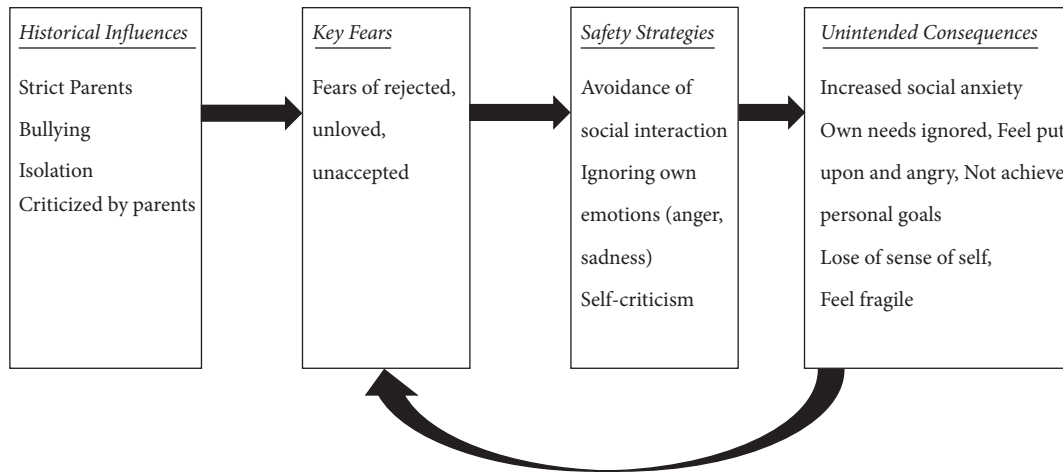 Historical Influences
Strict Parents
Bullying
Isolation
Criticized by parents
Key Fears
Fears of rejected,
unloved,
unaccepted
Safety Strategies
Avoidance of
social interaction
Ignoring own
emotions (anger,
sadness)
Self-criticism
Unintended Consequences
Increased social anxiety
Own needs ignored, Feel put
upon and angry, Not achieve
personal goals
Lose of sense of self,
Feel fragile